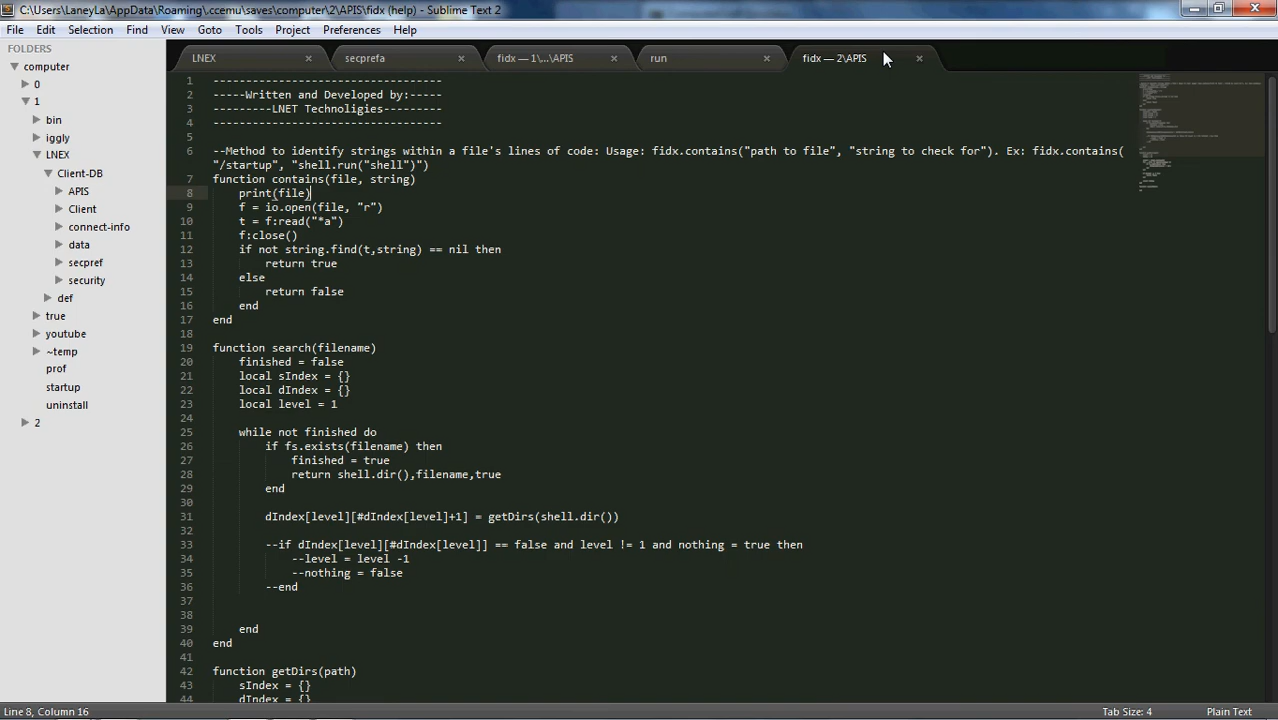 C:\Users\LaneyLa\AppData\Roaming\.ccemu\saves\computer\2\APIS\fidx (help) - Sublime Text 2
File Edit Selection Find View Goto Tools Project Preferences Help
FOLDERS
computer
0
1
bin
iggly
LNEX
Client-DB
APIS
Client
connect-info
data
secpref
security
def
true
youtube
~temp
prof
startup
uninstall
2
LNEX secprefa fidx — 1\...\APIS run fidx — 2\APIS
1 -----------------------------------
2 -----Written and Developed by:-----
3 ---------LNET Technoligies---------
4 -----------------------------------
5
6 --Method to identify strings within a file's lines of code: Usage: fidx.contains("path to file", "string to check for"). Ex: fidx.contains(
"/startup", "shell.run("shell")")
7 function contains(file, string)
8 print(file)
9 f = io.open(file, "r")
10 t = f:read("*a")
11 f:close()
12 if not string.find(t,string) == nil then
13 return true
14 else
15 return false
16 end
17 end
18
19 function search(filename)
20 finished = false
21 local sIndex = {}
22 local dIndex = {}
23 local level = 1
24
25 while not finished do
26 if fs.exists(filename) then
27 finished = true
28 return shell.dir(),filename,true
29 end
30
31 dIndex[level][#dIndex[level]+1] = getDirs(shell.dir())
32
33 --if dIndex[level][#dIndex[level]] == false and level != 1 and nothing = true then
34 --level = level -1
35 --nothing = false
36 --end
37
38
39 end
40 end
41
42 function getDirs(path)
43 sIndex = {}
44 dIndex = {}
Line 8, Column 16
Tab Size: 4
Plain Text